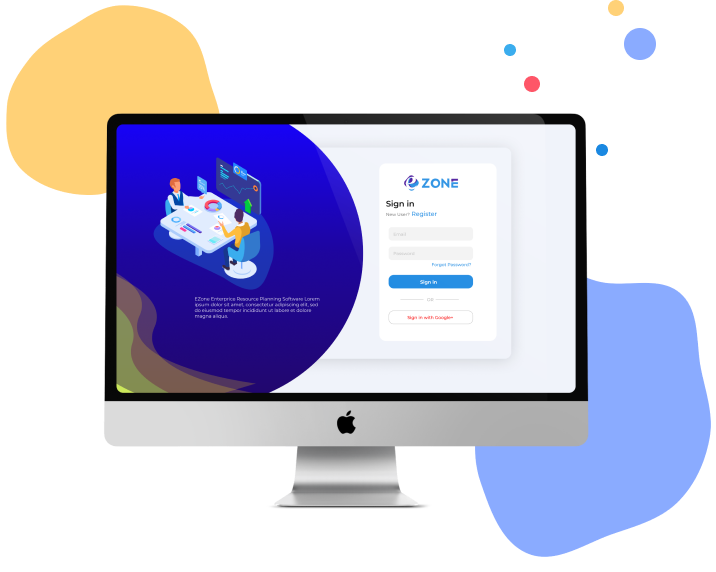 ZONE
Sign in
New User? Register
Email
Password
Forget Password?
Sign in
OR
Sign in with Google+
EZone Enterprice Resource Planning Software Lorem
ipsum dolor sit amet, consectetur adipiscing elit, sed
do eiusmod tempor incididunt ut labore et dolore
magna aliqua.